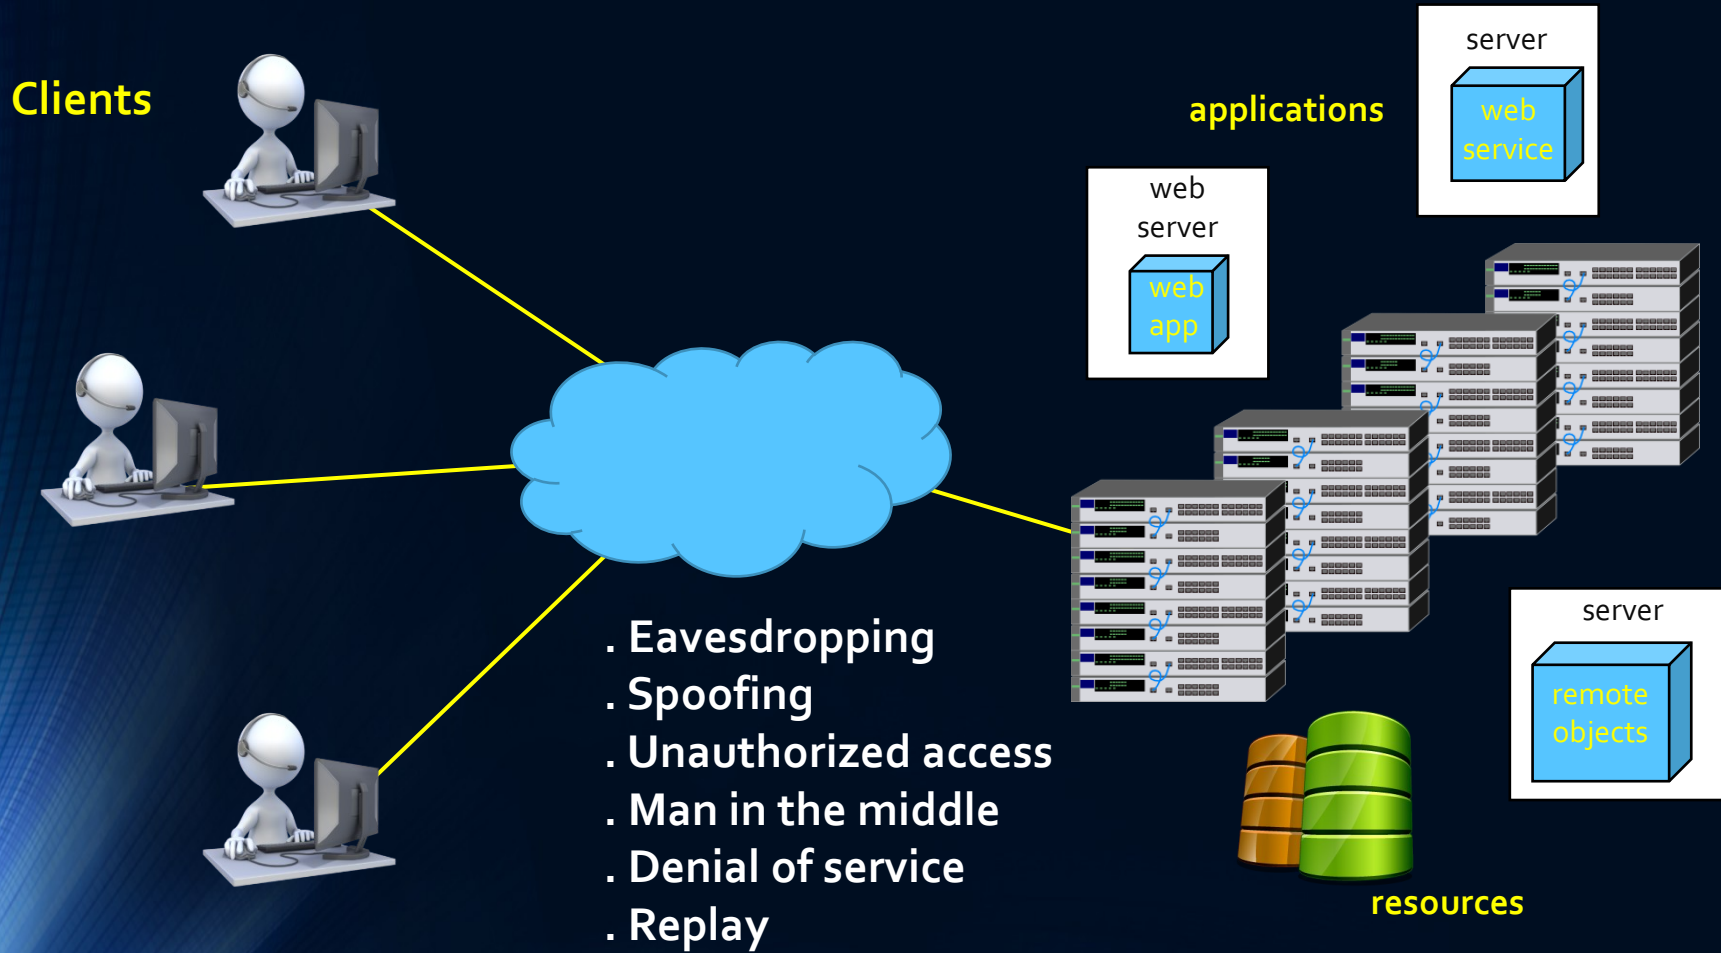 Clients
applications
server
web
service
web
server
web
app
. Eavesdropping
. Spoofing
. Unauthorized access
. Man in the middle
. Denial of service
. Replay
server
remote
objects
resources